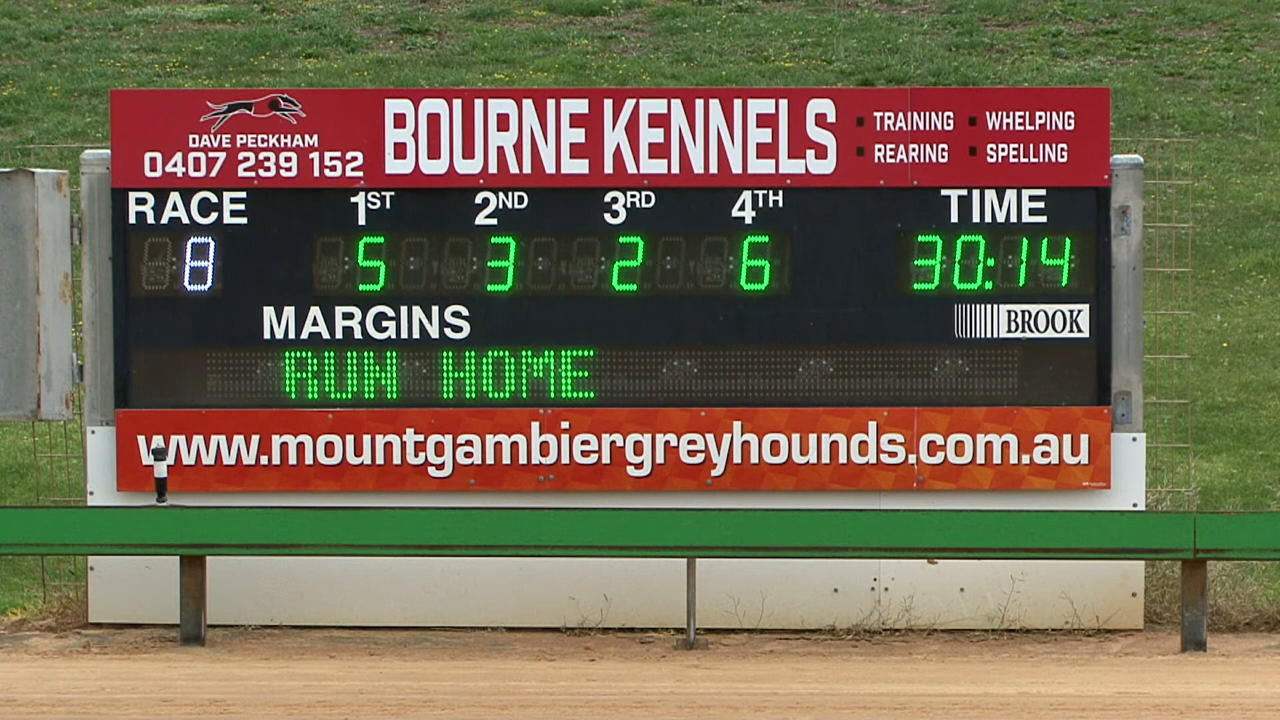 DAVE PECKHAM
0407 239 152
BOURNE KENNELS
TRAINING
WHELPING
REARING
SPELLING
RACE 1ST 2ND 3RD 4TH TIME
8 5 3 2 6 30:14
MARGINS
BROOK
RUN HOME
www.mountgambiergreyhounds.com.au